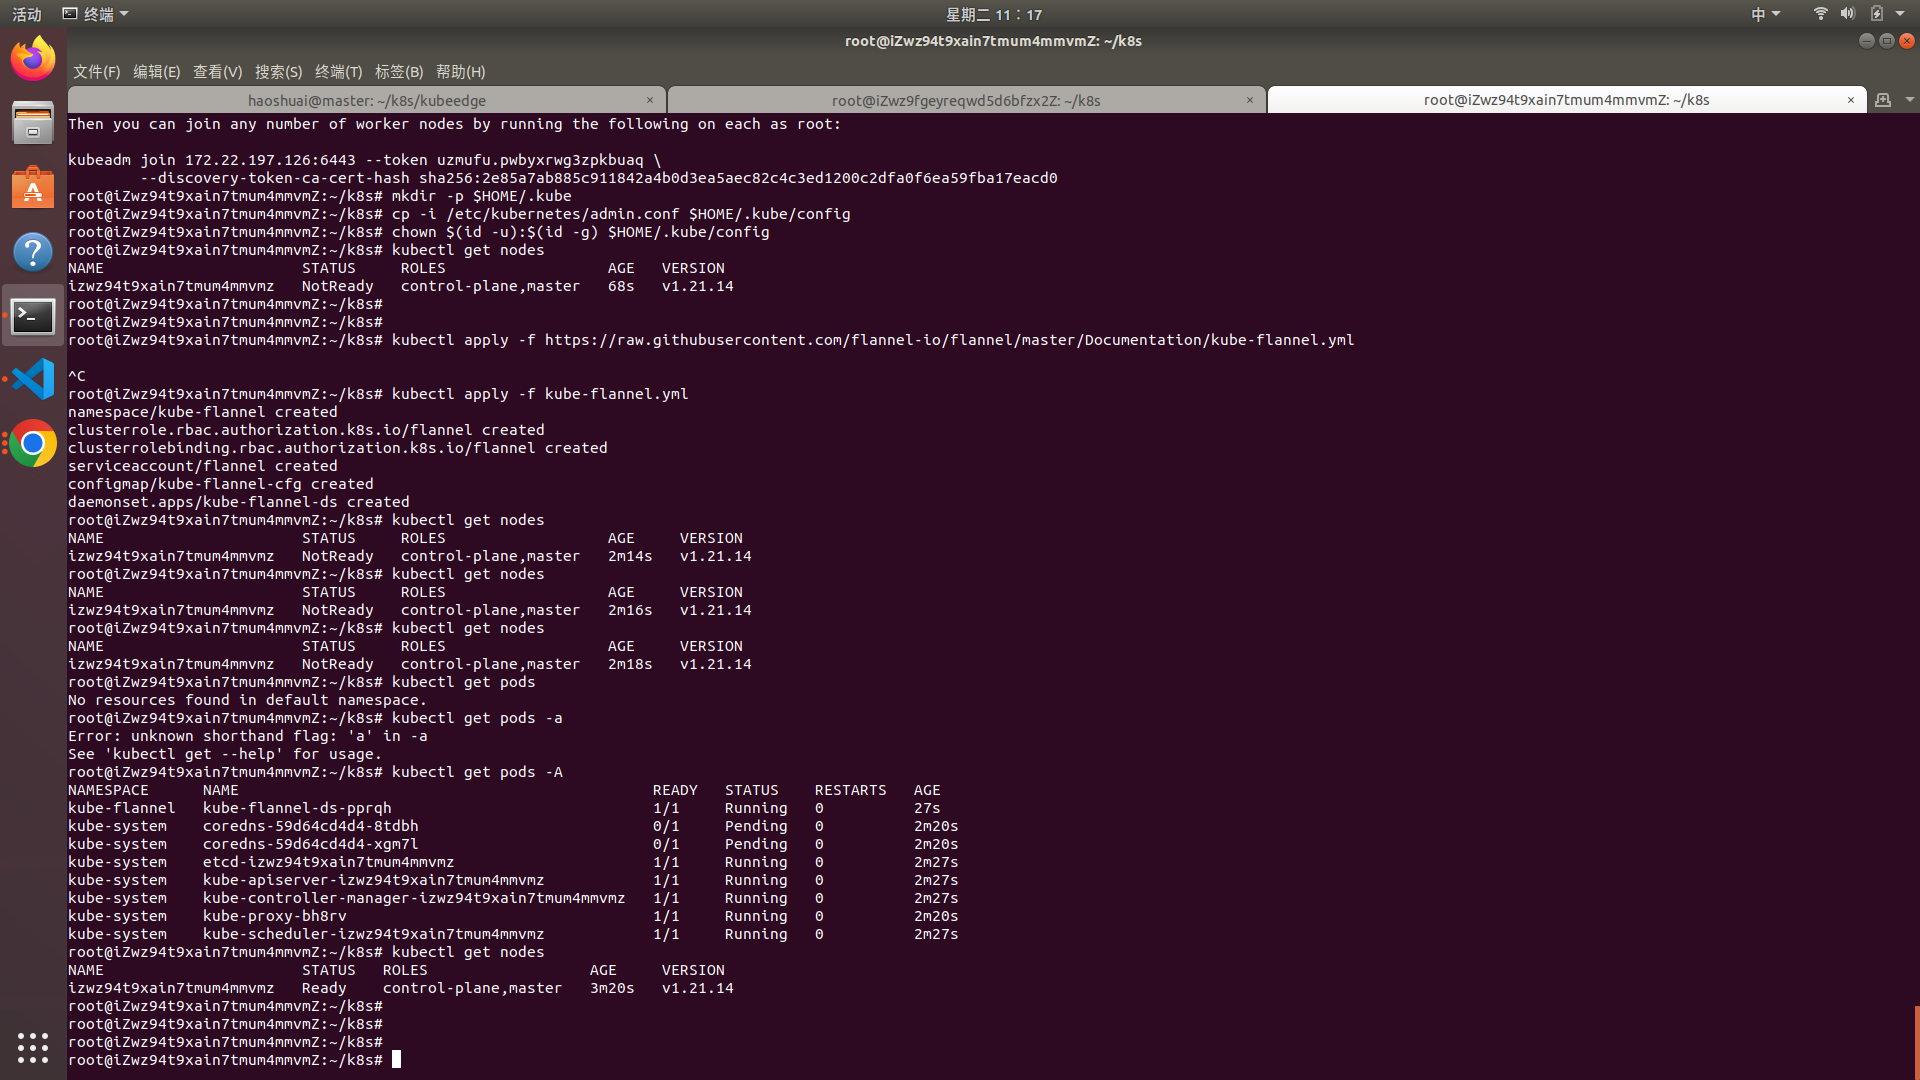 活动 终端 星期二 11：17 中
root@iZwz94t9xain7tmum4mmvmZ: ~/k8s
文件(F) 编辑(E) 查看(V) 搜索(S) 终端(T) 标签(B) 帮助(H)
haoshuai@master: ~/k8s/kubeedge × root@iZwz9fgeyreqwd5d6bfzx2Z: ~/k8s × root@iZwz94t9xain7tmum4mmvmZ: ~/k8s ×
Then you can join any number of worker nodes by running the following on each as root:
kubeadm join 172.22.197.126:6443 --token uzmufu.pwbyxrwg3zpkbuaq \
--discovery-token-ca-cert-hash sha256:2e85a7ab885c911842a4b0d3ea5aec82c4c3ed1200c2dfa0f6ea59fba17eacd0
root@iZwz94t9xain7tmum4mmvmZ:~/k8s# mkdir -p $HOME/.kube
root@iZwz94t9xain7tmum4mmvmZ:~/k8s# cp -i /etc/kubernetes/admin.conf $HOME/.kube/config
root@iZwz94t9xain7tmum4mmvmZ:~/k8s# chown $(id -u):$(id -g) $HOME/.kube/config
root@iZwz94t9xain7tmum4mmvmZ:~/k8s# kubectl get nodes
NAME STATUS ROLES AGE VERSION
izwz94t9xain7tmum4mmvmz NotReady control-plane,master 68s v1.21.14
root@iZwz94t9xain7tmum4mmvmZ:~/k8s#
root@iZwz94t9xain7tmum4mmvmZ:~/k8s#
root@iZwz94t9xain7tmum4mmvmZ:~/k8s# kubectl apply -f https://raw.githubusercontent.com/flannel-io/flannel/master/Documentation/kube-flannel.yml
^C
root@iZwz94t9xain7tmum4mmvmZ:~/k8s# kubectl apply -f kube-flannel.yml
namespace/kube-flannel created
clusterrole.rbac.authorization.k8s.io/flannel created
clusterrolebinding.rbac.authorization.k8s.io/flannel created
serviceaccount/flannel created
configmap/kube-flannel-cfg created
daemonset.apps/kube-flannel-ds created
root@iZwz94t9xain7tmum4mmvmZ:~/k8s# kubectl get nodes
NAME STATUS ROLES AGE VERSION
izwz94t9xain7tmum4mmvmz NotReady control-plane,master 2m14s v1.21.14
root@iZwz94t9xain7tmum4mmvmZ:~/k8s# kubectl get nodes
NAME STATUS ROLES AGE VERSION
izwz94t9xain7tmum4mmvmz NotReady control-plane,master 2m16s v1.21.14
root@iZwz94t9xain7tmum4mmvmZ:~/k8s# kubectl get nodes
NAME STATUS ROLES AGE VERSION
izwz94t9xain7tmum4mmvmz NotReady control-plane,master 2m18s v1.21.14
root@iZwz94t9xain7tmum4mmvmZ:~/k8s# kubectl get pods
No resources found in default namespace.
root@iZwz94t9xain7tmum4mmvmZ:~/k8s# kubectl get pods -a
Error: unknown shorthand flag: 'a' in -a
See 'kubectl get --help' for usage.
root@iZwz94t9xain7tmum4mmvmZ:~/k8s# kubectl get pods -A
NAMESPACE NAME READY STATUS RESTARTS AGE
kube-flannel kube-flannel-ds-pprqh 1/1 Running 0 27s
kube-system coredns-59d64cd4d4-8tdbh 0/1 Pending 0 2m20s
kube-system coredns-59d64cd4d4-xgm7l 0/1 Pending 0 2m20s
kube-system etcd-izwz94t9xain7tmum4mmvmz 1/1 Running 0 2m27s
kube-system kube-apiserver-izwz94t9xain7tmum4mmvmz 1/1 Running 0 2m27s
kube-system kube-controller-manager-izwz94t9xain7tmum4mmvmz 1/1 Running 0 2m27s
kube-system kube-proxy-bh8rv 1/1 Running 0 2m20s
kube-system kube-scheduler-izwz94t9xain7tmum4mmvmz 1/1 Running 0 2m27s
root@iZwz94t9xain7tmum4mmvmZ:~/k8s# kubectl get nodes
NAME STATUS ROLES AGE VERSION
izwz94t9xain7tmum4mmvmz Ready control-plane,master 3m20s v1.21.14
root@iZwz94t9xain7tmum4mmvmZ:~/k8s#
root@iZwz94t9xain7tmum4mmvmZ:~/k8s#
root@iZwz94t9xain7tmum4mmvmZ:~/k8s#
root@iZwz94t9xain7tmum4mmvmZ:~/k8s#